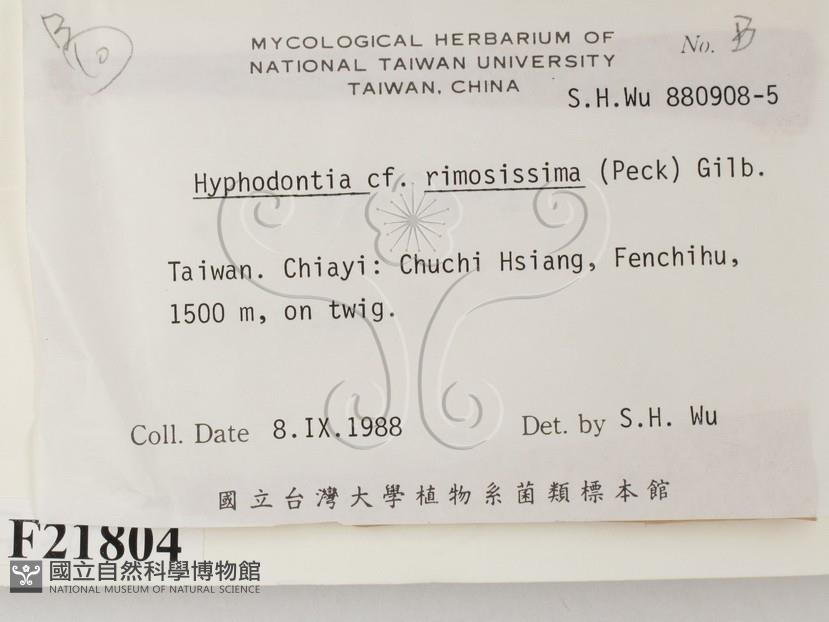 B
MYCOLOGICAL HERBARIUM OF
NATIONAL TAIWAN UNIVERSITY
TAIWAN, CHINA
No. B
S.H.Wu 880908-5
Hyphodontia cf. rimosissima (Peck) Gilb.
Taiwan. Chiayi: Chuchi Hsiang, Fenchihu,
1500 m, on twig.
Coll. Date 8.IX.1988
Det. by S.H. Wu
國立台灣大學植物系菌類標本館
F21804
國立自然科學博物館
NATIONAL MUSEUM OF NATURAL SCIENCE